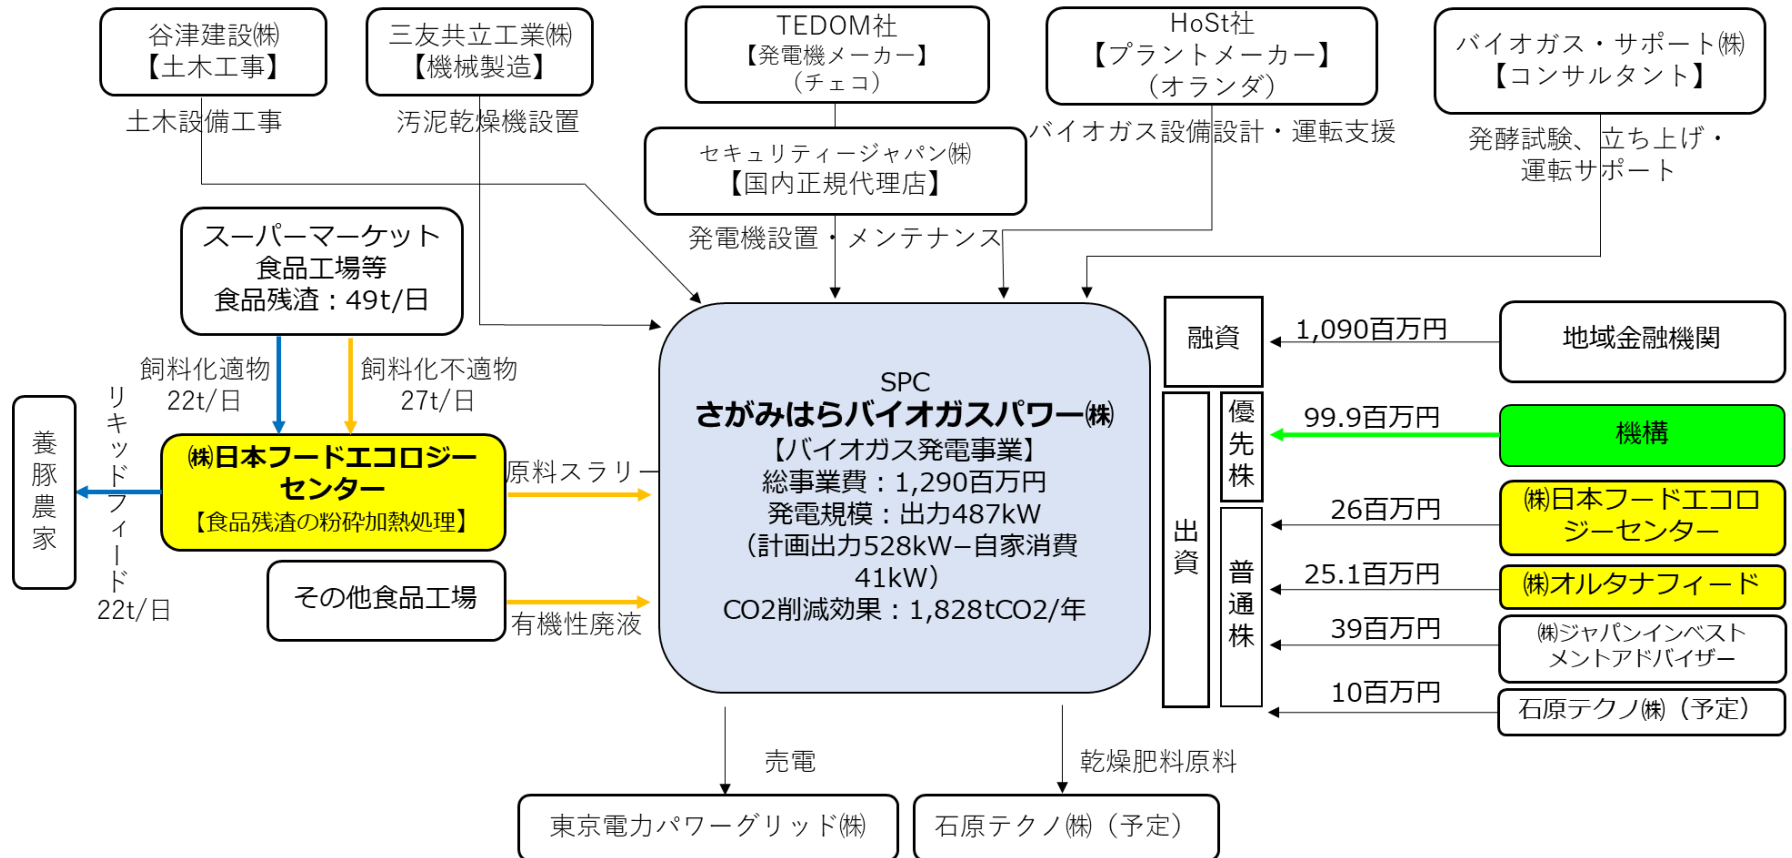 谷津建設㈱
【土木工事】
三友共立工業㈱
【機械製造】
TEDOM社
【発電機メーカー】
（チェコ）
HoSt社
【プラントメーカー】
（オランダ）
バイオガス・サポート㈱
【コンサルタント】
土木設備工事
汚泥乾燥機設置
セキュリティージャパン㈱
【国内正規代理店】
バイオガス設備設計・運転支援
発酵試験、立ち上げ・
運転サポート
発電機設置・メンテナンス
スーパーマーケット
食品工場等
食品残渣：49t/日
飼料化適物
22t/日
飼料化不適物
27t/日
養豚農家
リキッドフィード
22t/日
㈱日本フードエコロジー
センター
【食品残渣の粉砕加熱処理】
原料スラリー
その他食品工場
有機性廃液
SPC
さがみはらバイオガスパワー㈱
【バイオガス発電事業】
総事業費：1,290百万円
発電規模：出力487kW
（計画出力528kW−自家消費
41kW）
CO2削減効果：1,828tCO2/年
融資
1,090百万円
地域金融機関
出資
優先株
99.9百万円
機構
普通株
26百万円
㈱日本フードエコロ
ジーセンター
25.1百万円
㈱オルタナフィード
39百万円
㈱ジャパンインベスト
メントアドバイザー
10百万円
石原テクノ㈱（予定）
売電
乾燥肥料原料
東京電力パワーグリッド㈱
石原テクノ㈱（予定）